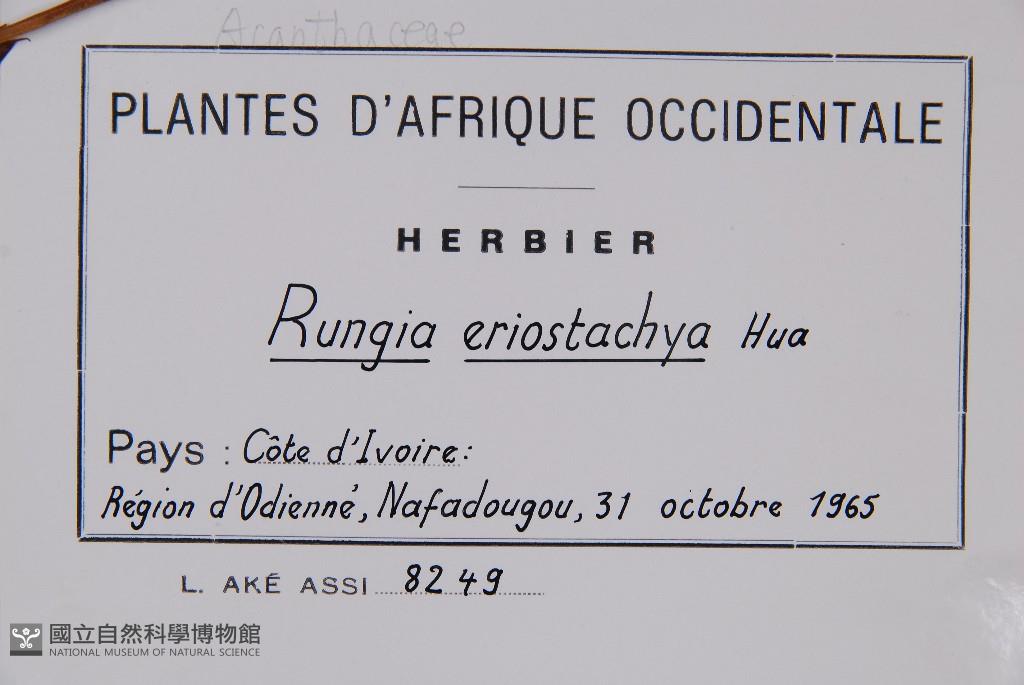 Acanthaceae
PLANTES D'AFRIQUE OCCIDENTALE
HERBIER
Rungia eriostachya Hua
Pays : Côte d'Ivoire:
Région d'Odienné, Nafadougou, 31 octobre 1965
L. AKÉ ASSI 8249
國立自然科學博物館
NATIONAL MUSEUM OF NATURAL SCIENCE